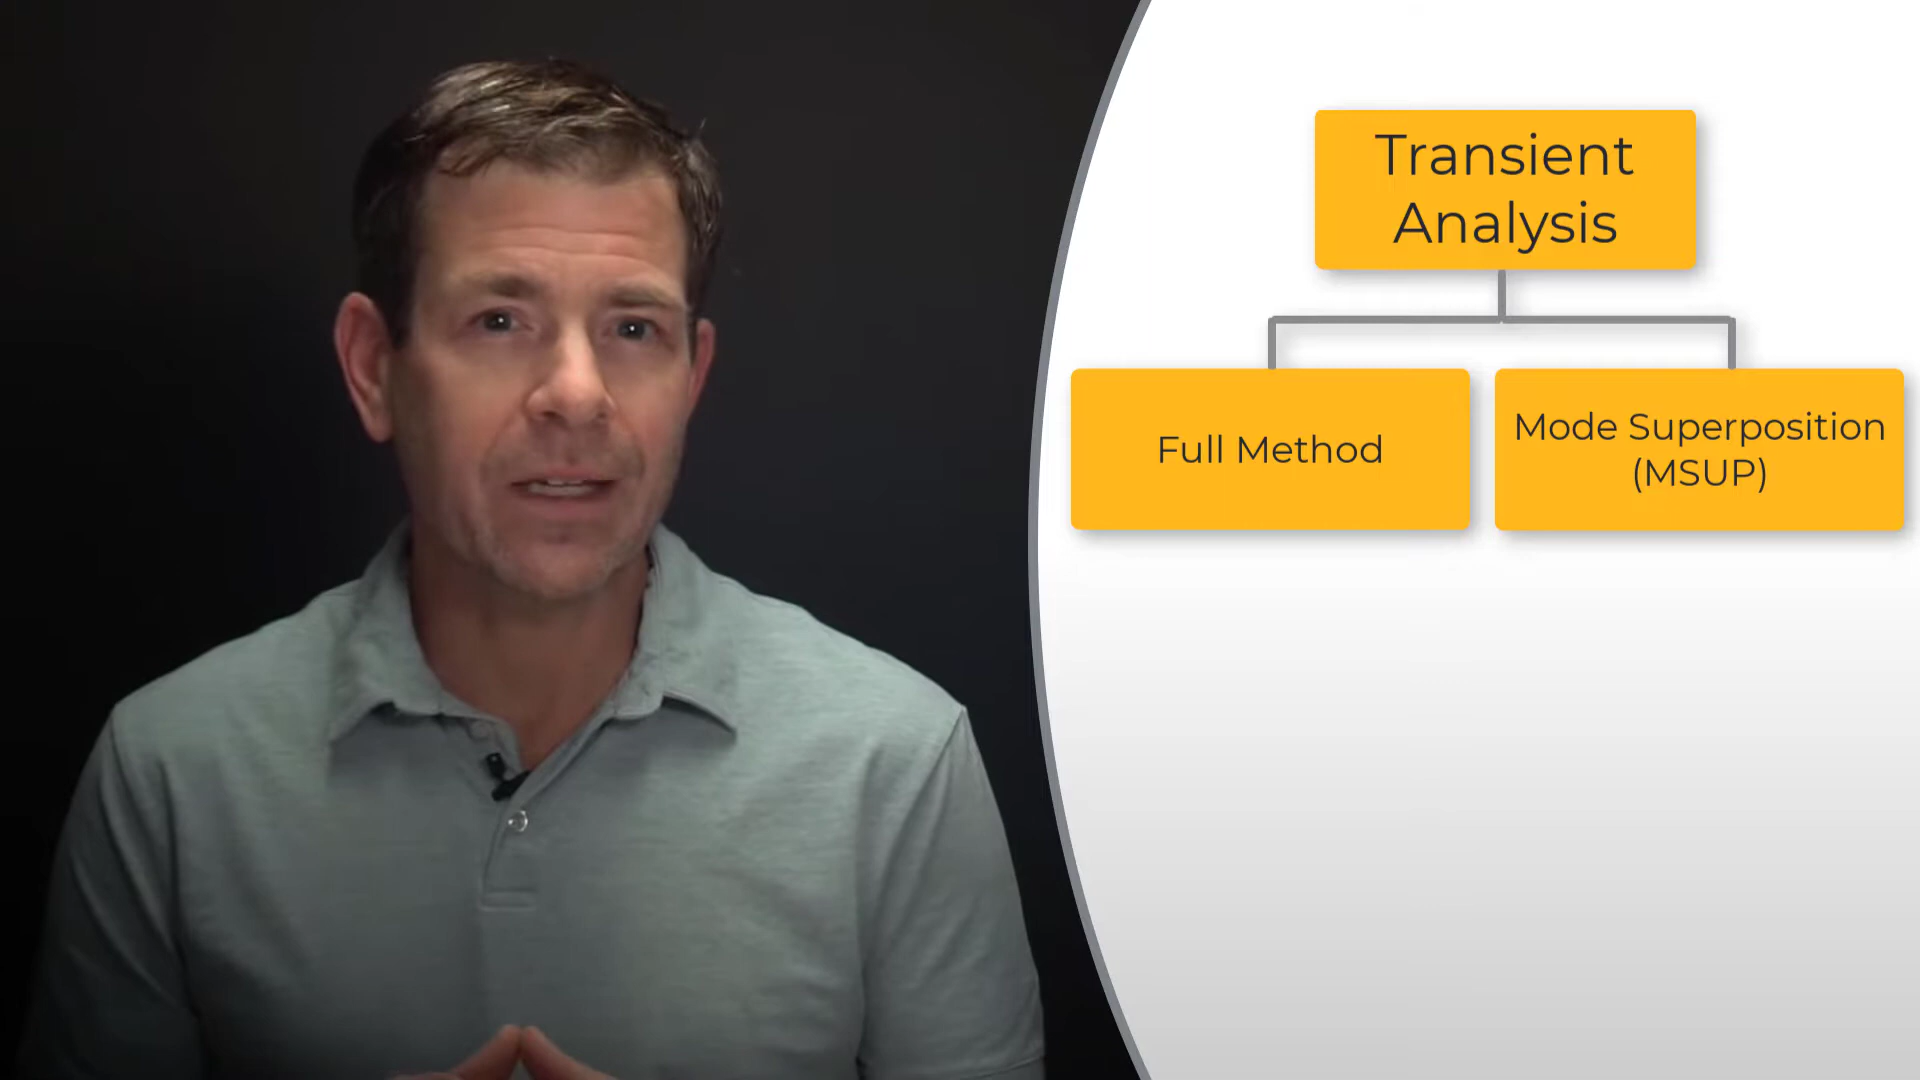 Transient
Analysis
Full Method
Mode Superposition
(MSUP)